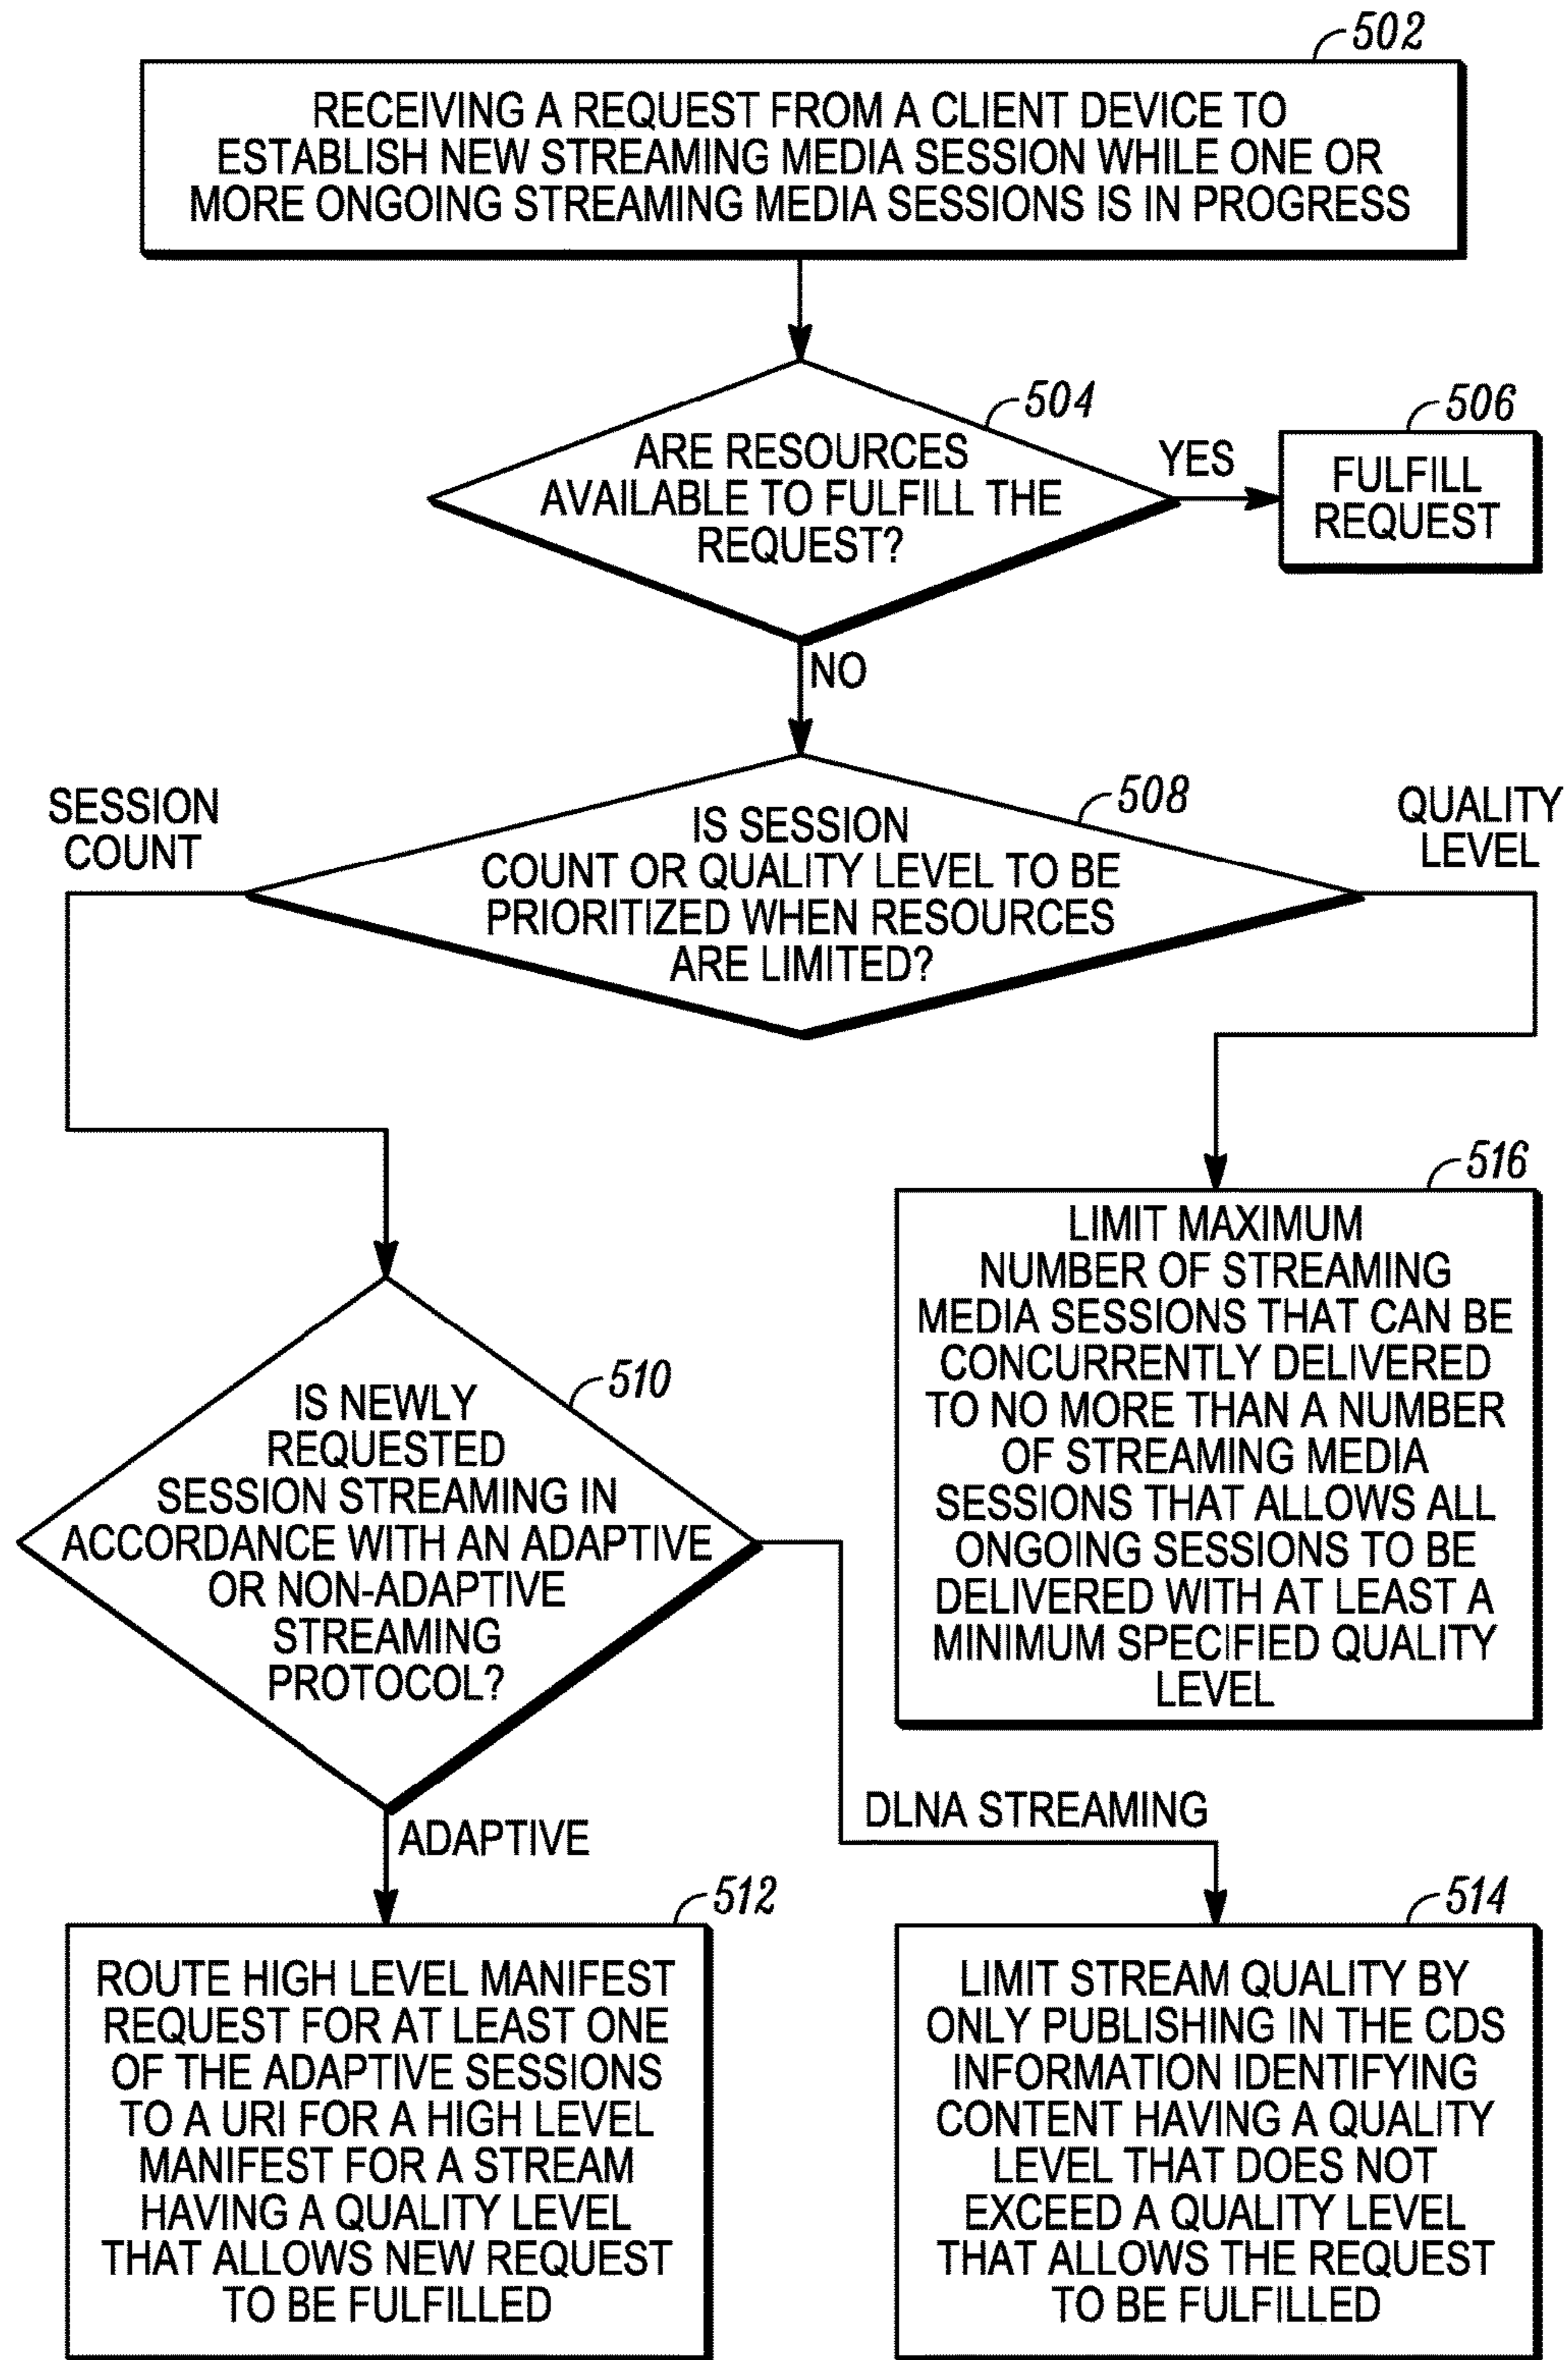 502
RECEIVING A REQUEST FROM A CLIENT DEVICE TO
ESTABLISH NEW STREAMING MEDIA SESSION WHILE ONE OR
MORE ONGOING STREAMING MEDIA SESSIONS IS IN PROGRESS
504
ARE RESOURCES
AVAILABLE TO FULFILL THE
REQUEST?
YES
506
FULFILL
REQUEST
NO
508
IS SESSION
COUNT OR QUALITY LEVEL TO BE
PRIORITIZED WHEN RESOURCES
ARE LIMITED?
SESSION
COUNT
QUALITY
LEVEL
516
LIMIT MAXIMUM
NUMBER OF STREAMING
MEDIA SESSIONS THAT CAN BE
CONCURRENTLY DELIVERED
TO NO MORE THAN A NUMBER
OF STREAMING MEDIA
SESSIONS THAT ALLOWS ALL
ONGOING SESSIONS TO BE
DELIVERED WITH AT LEAST A
MINIMUM SPECIFIED QUALITY
LEVEL
510
IS NEWLY
REQUESTED
SESSION STREAMING IN
ACCORDANCE WITH AN ADAPTIVE
OR NON-ADAPTIVE
STREAMING
PROTOCOL?
ADAPTIVE
DLNA STREAMING
512
ROUTE HIGH LEVEL MANIFEST
REQUEST FOR AT LEAST ONE
OF THE ADAPTIVE SESSIONS
TO A URI FOR A HIGH LEVEL
MANIFEST FOR A STREAM
HAVING A QUALITY LEVEL
THAT ALLOWS NEW REQUEST
TO BE FULFILLED
514
LIMIT STREAM QUALITY BY
ONLY PUBLISHING IN THE CDS
INFORMATION IDENTIFYING
CONTENT HAVING A QUALITY
LEVEL THAT DOES NOT
EXCEED A QUALITY LEVEL
THAT ALLOWS THE REQUEST
TO BE FULFILLED